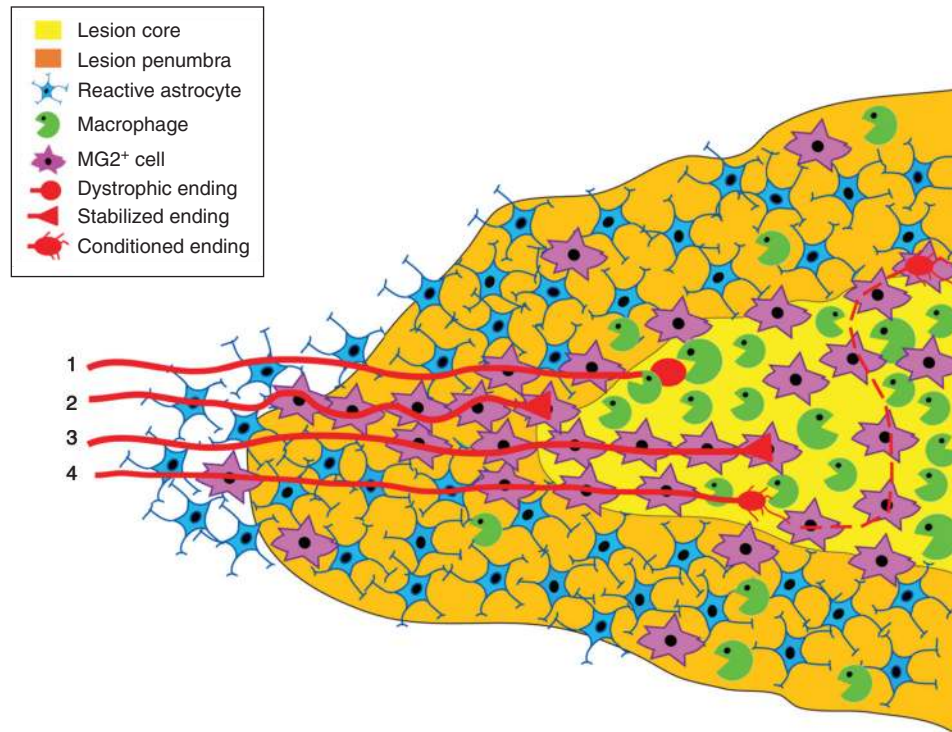 Lesion core
Lesion penumbra
Reactive astrocyte
Macrophage
MG2⁺ cell
Dystrophic ending
Stabilized ending
Conditioned ending
1
2
3
4